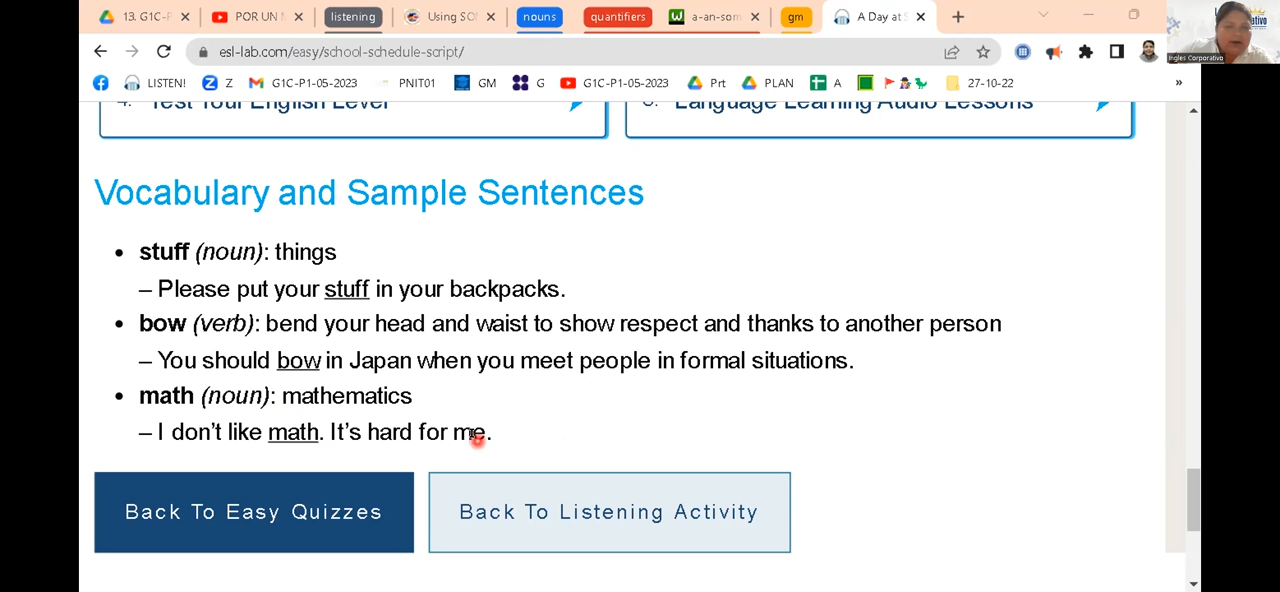 13. G1C-P
POR UN M
listening
Using SO
nouns
quantifiers
a-an-som
gm
A Day at S
esl-lab.com/easy/school-schedule-script/
Ingles Corporativo
LISTEN!
Z
G1C-P1-05-2023
PNIT01
GM
G
G1C-P1-05-2023
Prt
PLAN
A
27-10-22
»
4. Test Your English Level
5. Language Learning Audio Lessons
Vocabulary and Sample Sentences
• stuff (noun): things
– Please put your stuff in your backpacks.
• bow (verb): bend your head and waist to show respect and thanks to another person
– You should bow in Japan when you meet people in formal situations.
• math (noun): mathematics
– I don't like math. It's hard for me.
Back To Easy Quizzes
Back To Listening Activity